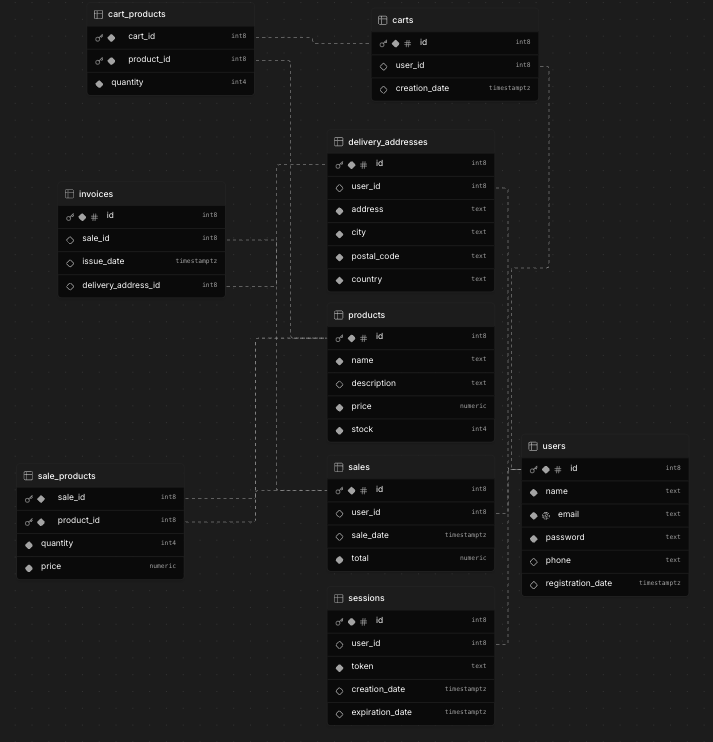 cart_products
cart_id int8
product_id int8
quantity int4
carts
id int8
user_id int8
creation_date timestamptz
delivery_addresses
id int8
user_id int8
address text
city text
postal_code text
country text
invoices
id int8
sale_id int8
issue_date timestamptz
delivery_address_id int8
products
id int8
name text
description text
price numeric
stock int4
users
id int8
name text
email text
password text
phone text
registration_date timestamptz
sale_products
sale_id int8
product_id int8
quantity int4
price numeric
sales
id int8
user_id int8
sale_date timestamptz
total numeric
sessions
id int8
user_id int8
token text
creation_date timestamptz
expiration_date timestamptz